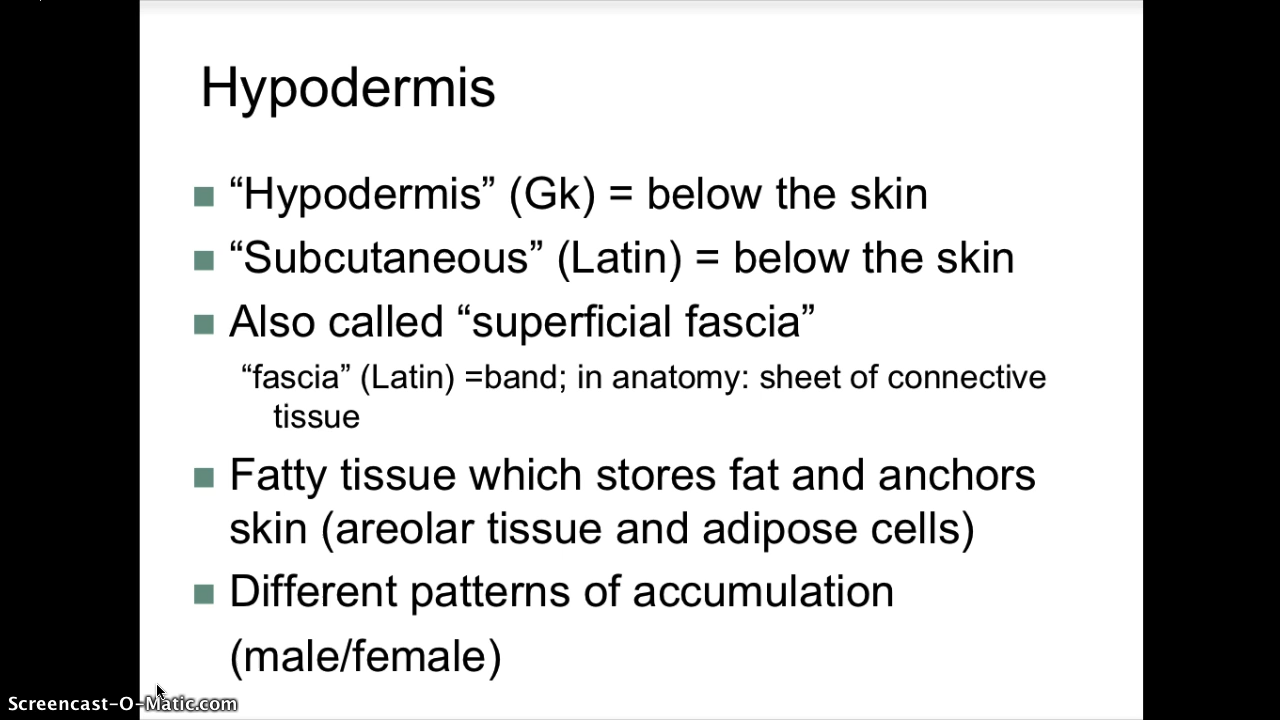 Hypodermis
“Hypodermis” (Gk) = below the skin
“Subcutaneous” (Latin) = below the skin
Also called “superficial fascia”
“fascia” (Latin) =band; in anatomy: sheet of connective
tissue
Fatty tissue which stores fat and anchors
skin (areolar tissue and adipose cells)
Different patterns of accumulation
(male/female)
Screencast-O-Matic.com